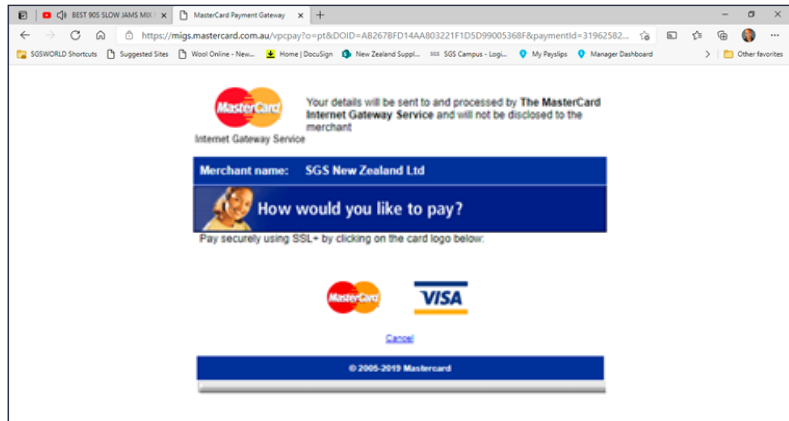 BEST 90S SLOW JAMS MIX
MasterCard Payment Gateway
https://migs.mastercard.com.au/vpcpay?o=pt&DOID=AB267BFD14AA803221F1D5D99005368F&paymentId=31962582...
SGSWORLD Shortcuts
Suggested Sites
Wool Online - New...
Home | DocuSign
New Zealand Suppl...
SGS Campus - Logi...
My Payslips
Manager Dashboard
Other favorites
MasterCard
Internet Gateway Service
Your details will be sent to and processed by The MasterCard
Internet Gateway Service and will not be disclosed to the
merchant
Merchant name: SGS New Zealand Ltd
How would you like to pay?
Pay securely using SSL+ by clicking on the card logo below:
MasterCard
VISA
Cancel
© 2005-2019 Mastercard